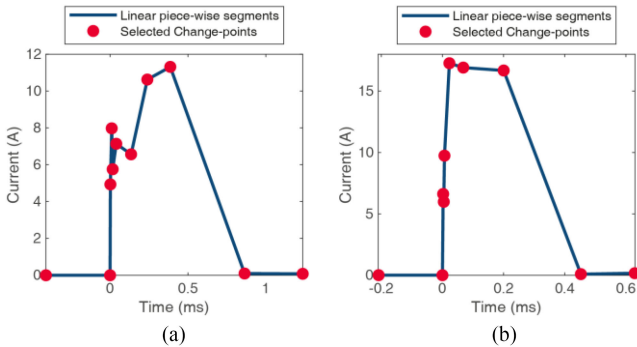 Linear piece-wise segments
Selected Change-points
12
10
8
6
4
2
0
Current (A)
0
1
Time (ms)
(a)
Linear piece-wise segments
Selected Change-points
15
10
5
0
Current (A)
-0.2
0
0.2
0.4
0.6
Time (ms)
(b)